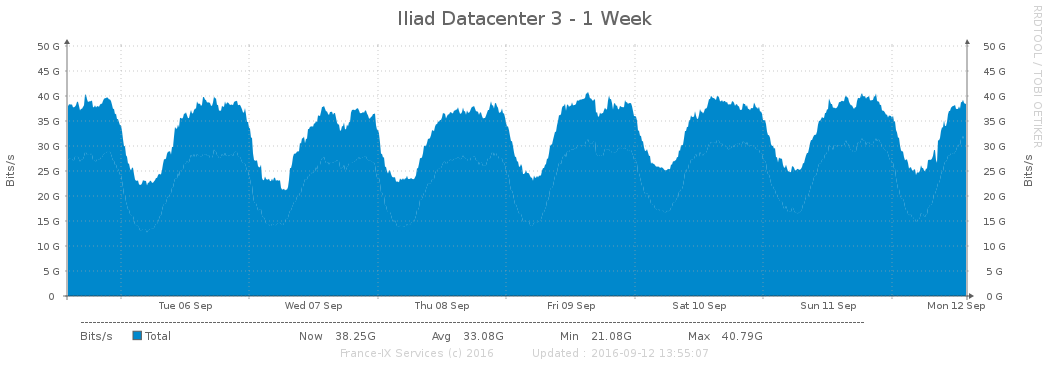 Iliad Datacenter 3 - 1 Week
RRDTOOL / TOBI OETIKER
Bits/s
50 G
45 G
40 G
35 G
30 G
25 G
20 G
15 G
10 G
5 G
0
50 G
45 G
40 G
35 G
30 G
25 G
20 G
15 G
10 G
5 G
0 G
Bits/s
Tue 06 Sep Wed 07 Sep Thu 08 Sep Fri 09 Sep Sat 10 Sep Sun 11 Sep Mon 12 Sep
Bits/s Total Now 38.25G Avg 33.08G Min 21.08G Max 40.79G
France-IX Services (c) 2016 Updated : 2016-09-12 13:55:07